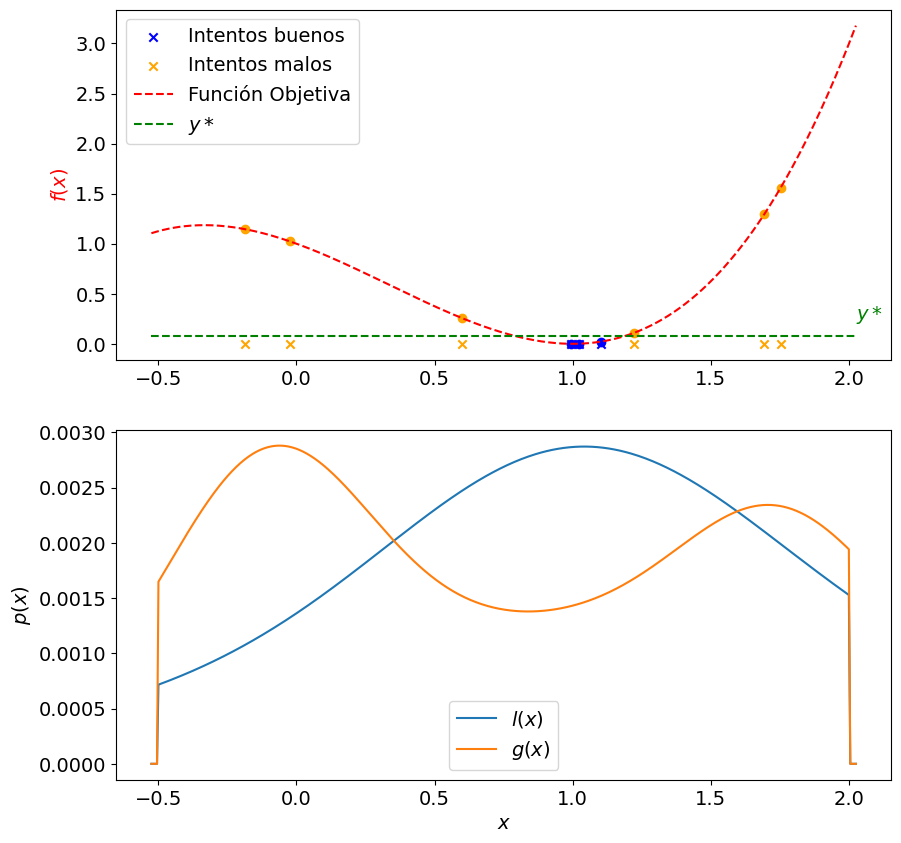 Intentos buenos
Intentos malos
Función Objetiva
y *
f(x)
3.0
2.5
2.0
1.5
1.0
0.5
0.0
y *
−0.5 0.0 0.5 1.0 1.5 2.0
p(x)
0.0030
0.0025
0.0020
0.0015
0.0010
0.0005
0.0000
l(x)
g(x)
−0.5 0.0 0.5 1.0 1.5 2.0
x